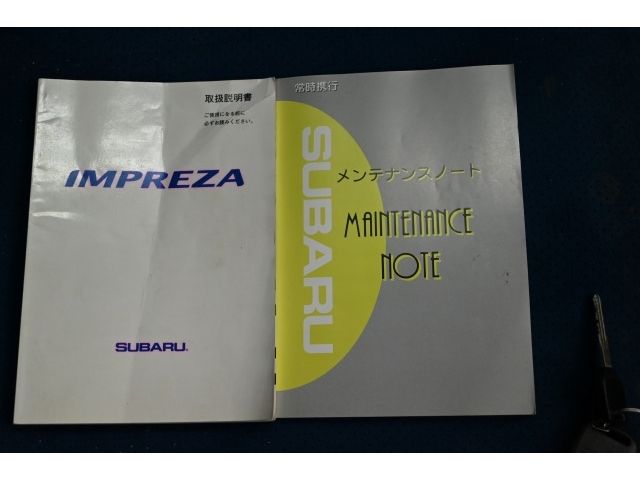 取扱説明書
ご使用になる前に
必ずお読みください。
IMPREZA
SUBARU
常時携行
SUBARU
メンテナンスノート
MAINTENANCE
NOTE